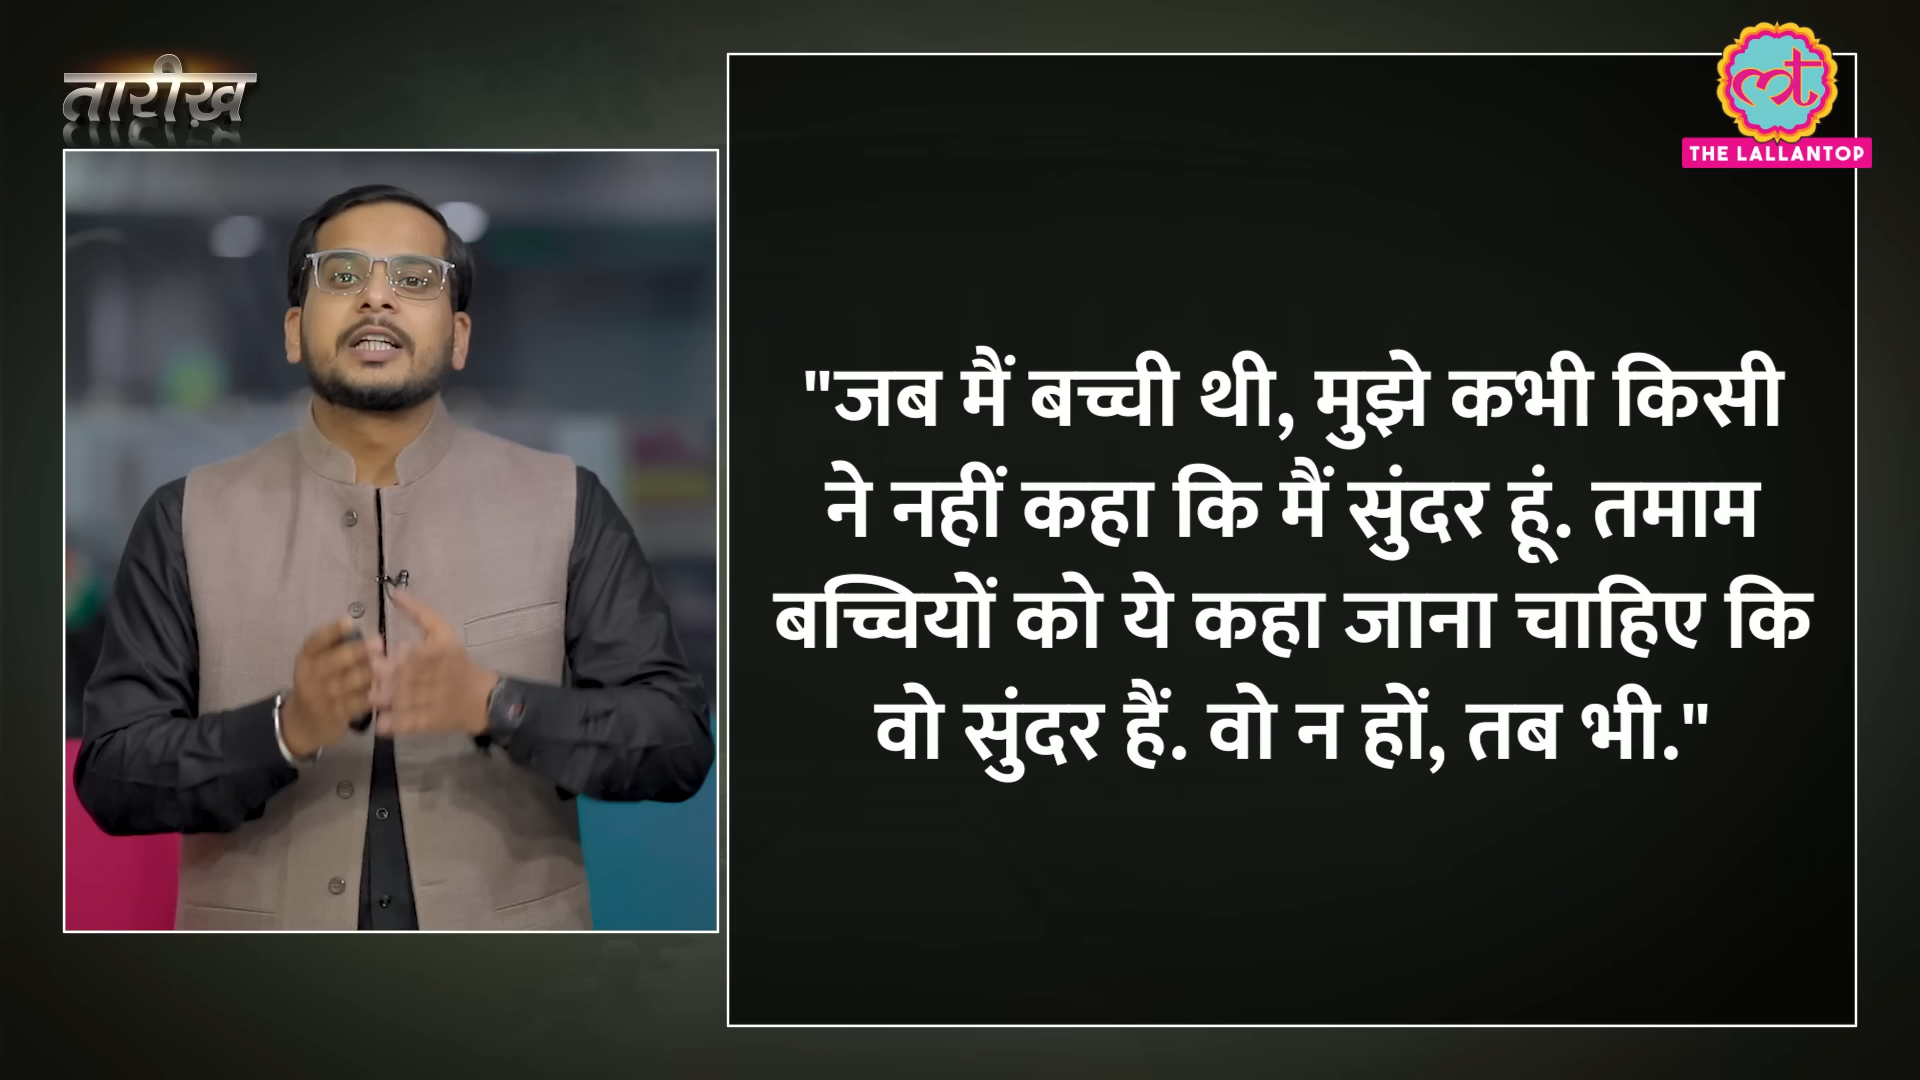 तारीख़
THE LALLANTOP
"जब मैं बच्ची थी, मुझे कभी किसी
ने नहीं कहा कि मैं सुंदर हूं. तमाम
बच्चियों को ये कहा जाना चाहिए कि
वो सुंदर हैं. वो न हों, तब भी."